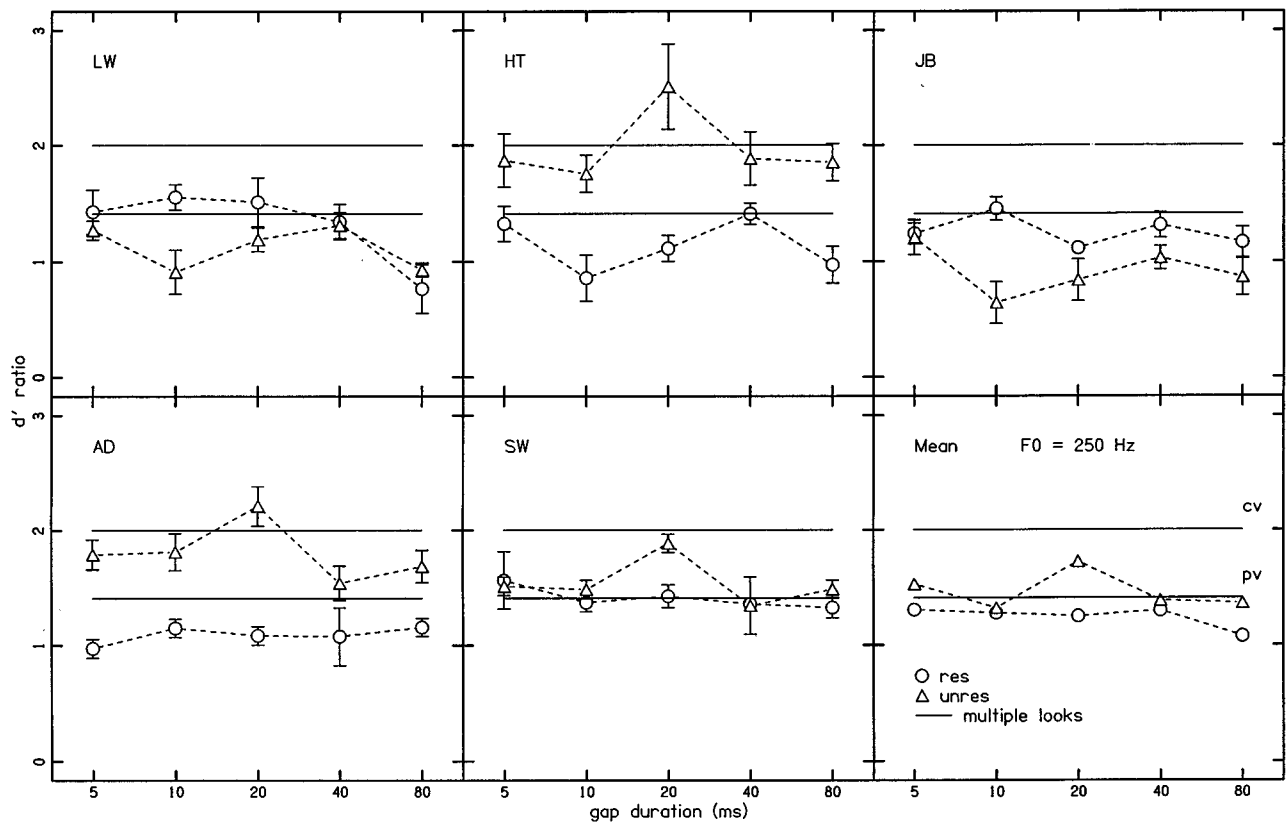 LW
HT
JB
3
2
1
0
d' ratio
AD
SW
Mean F0 = 250 Hz
cv
pv
res
unres
multiple looks
3
2
1
0
5 10 20 40 80
5 10 20 40 80
5 10 20 40 80
gap duration (ms)